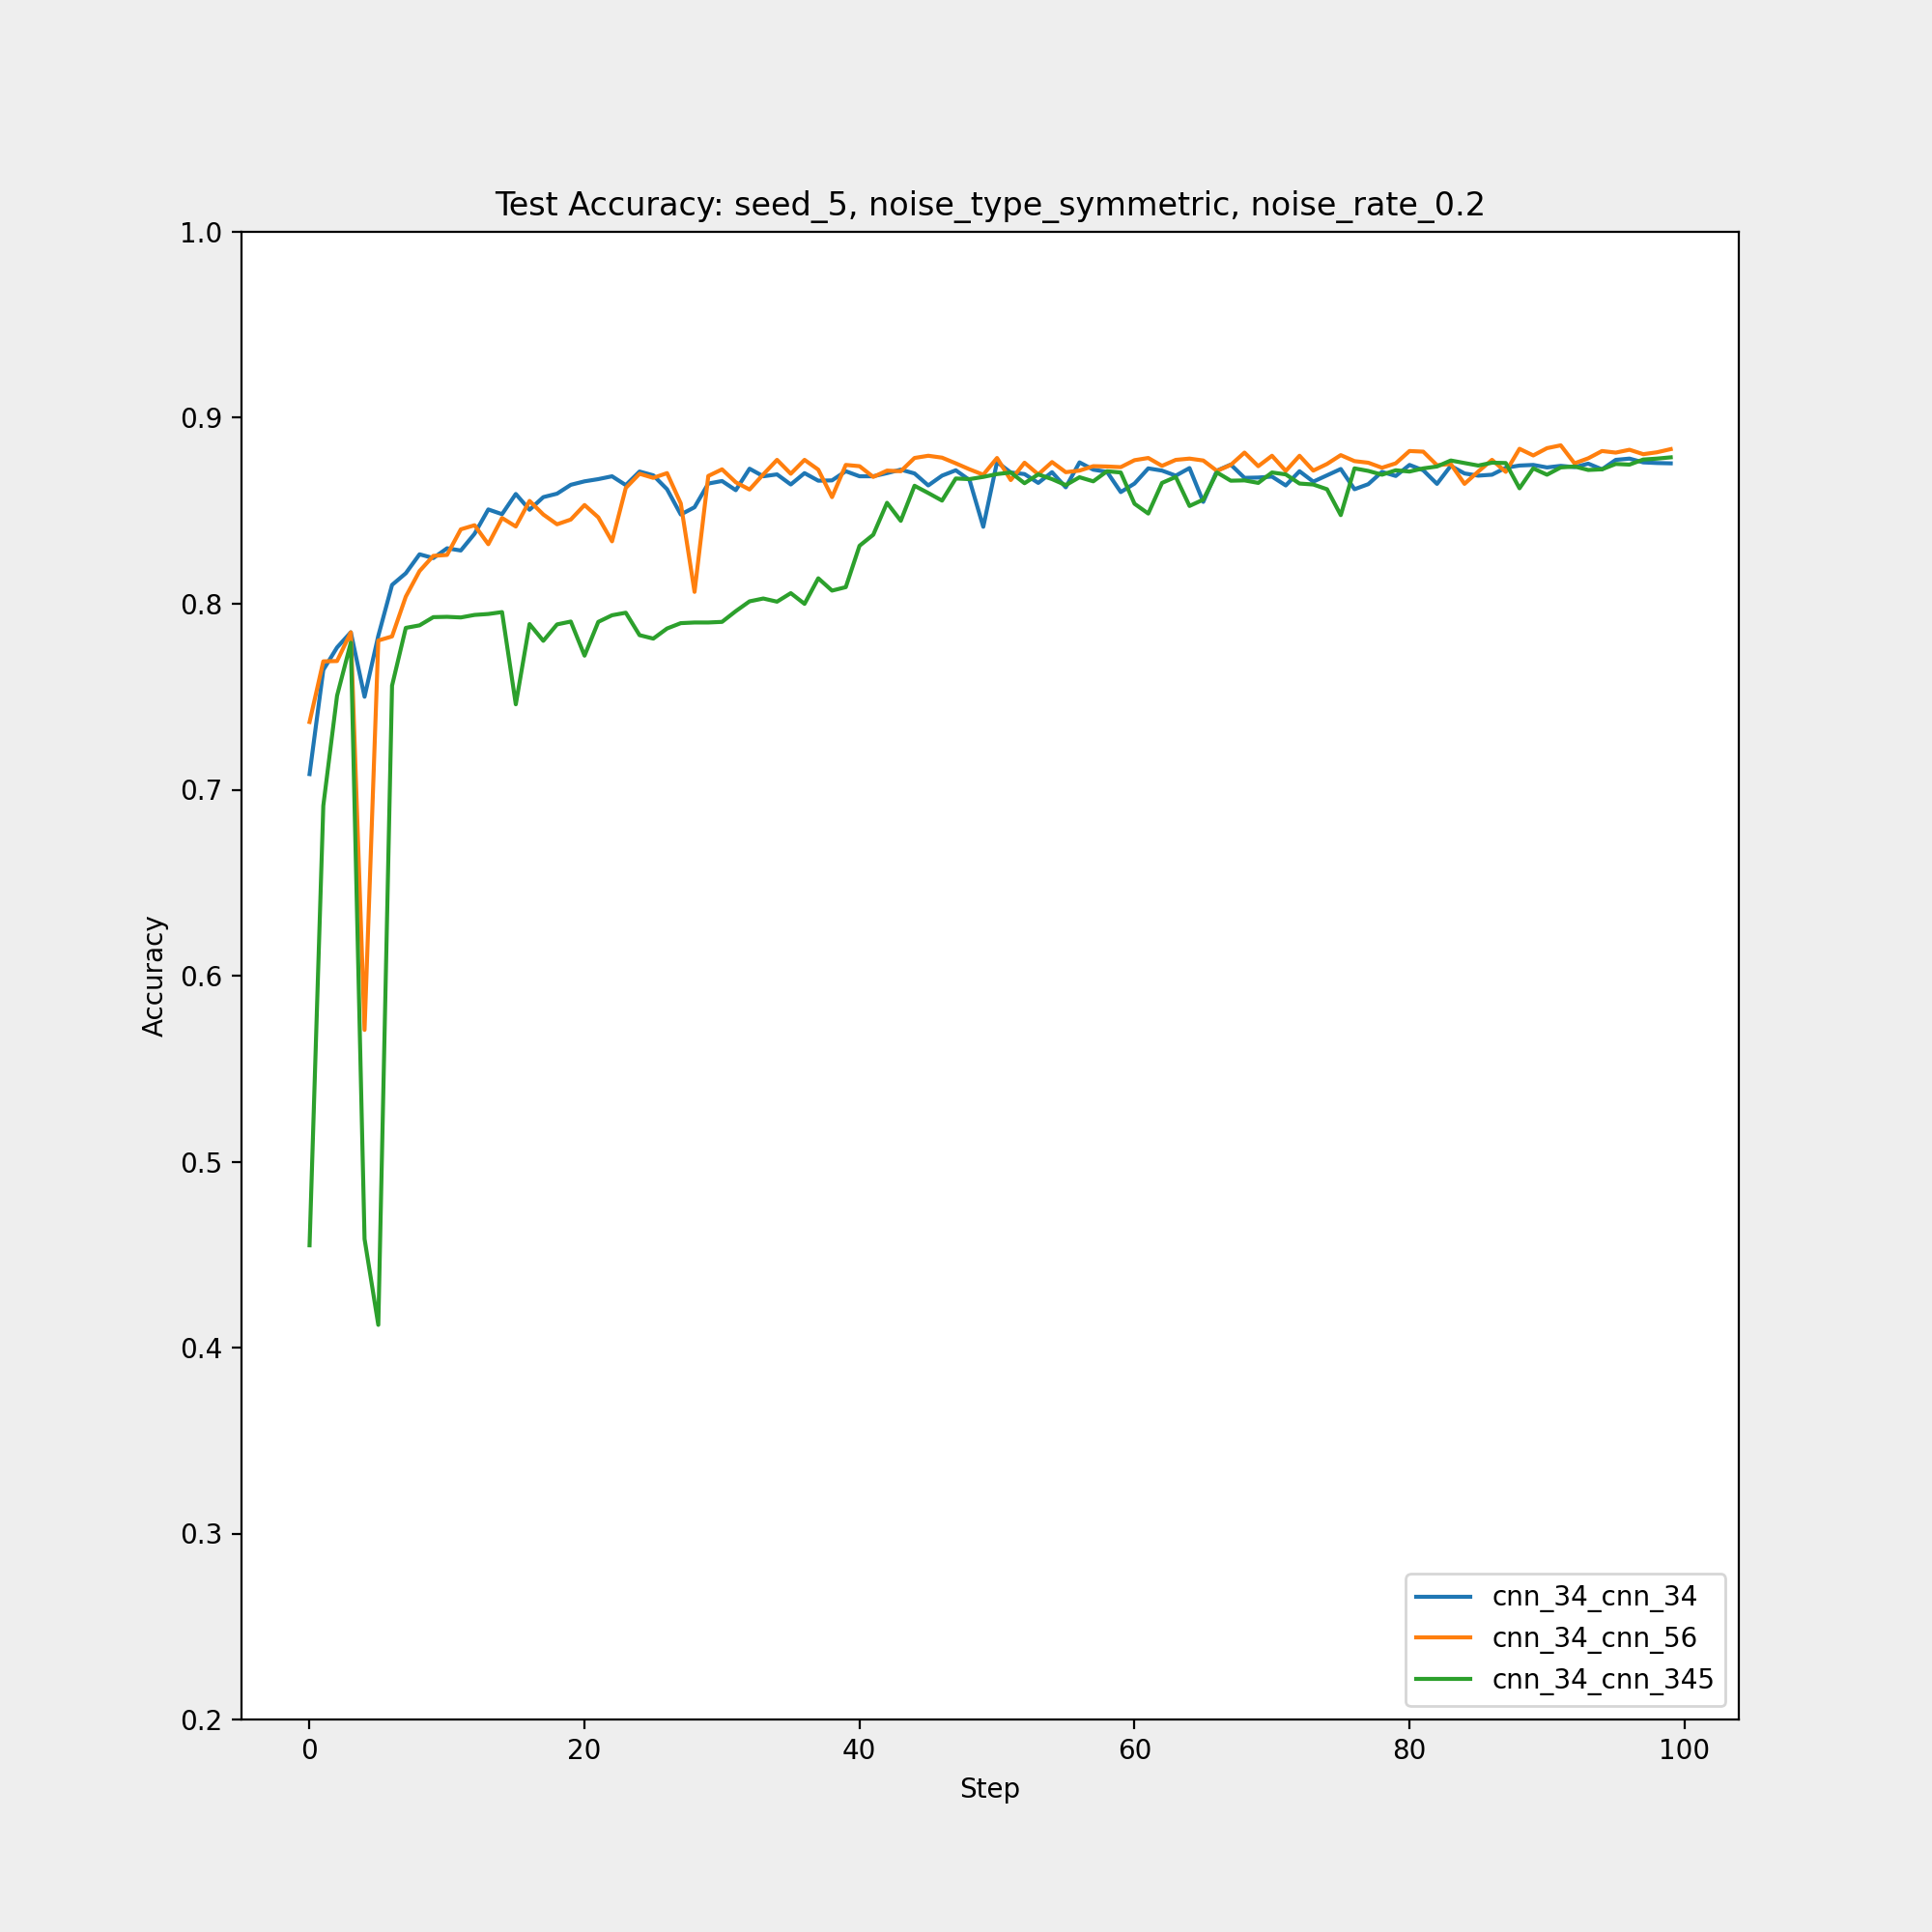 Test Accuracy: seed_5, noise_type_symmetric, noise_rate_0.2
1.0
0.9
0.8
0.7
0.6
0.5
0.4
0.3
0.2
Accuracy
0 20 40 60 80 100
Step
cnn_34_cnn_34
cnn_34_cnn_56
cnn_34_cnn_345